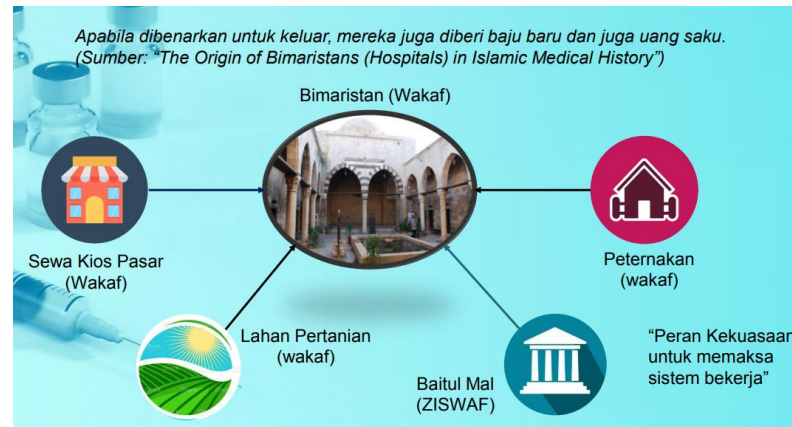 Apabila dibenarkan untuk keluar, mereka juga diberi baju baru dan juga uang saku.
(Sumber: "The Origin of Bimaristans (Hospitals) in Islamic Medical History")
Bimaristan (Wakaf)
Sewa Kios Pasar
(Wakaf)
Peternakan
(wakaf)
Lahan Pertanian
(wakaf)
Baitul Mal
(ZISWAF)
“Peran Kekuasaan
untuk memaksa
sistem bekerja”